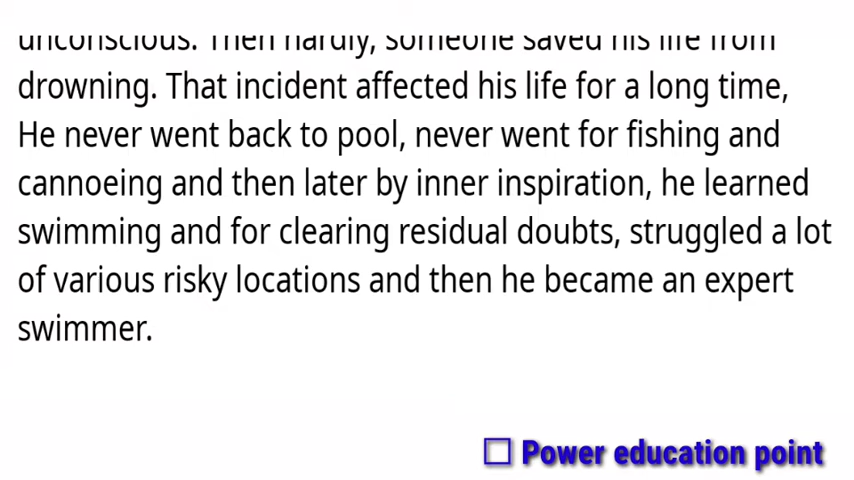 unconscious. Then hardly, someone saved his life from
drowning. That incident affected his life for a long time,
He never went back to pool, never went for fishing and
cannoeing and then later by inner inspiration, he learned
swimming and for clearing residual doubts, struggled a lot
of various risky locations and then he became an expert
swimmer.
☐ Power education point